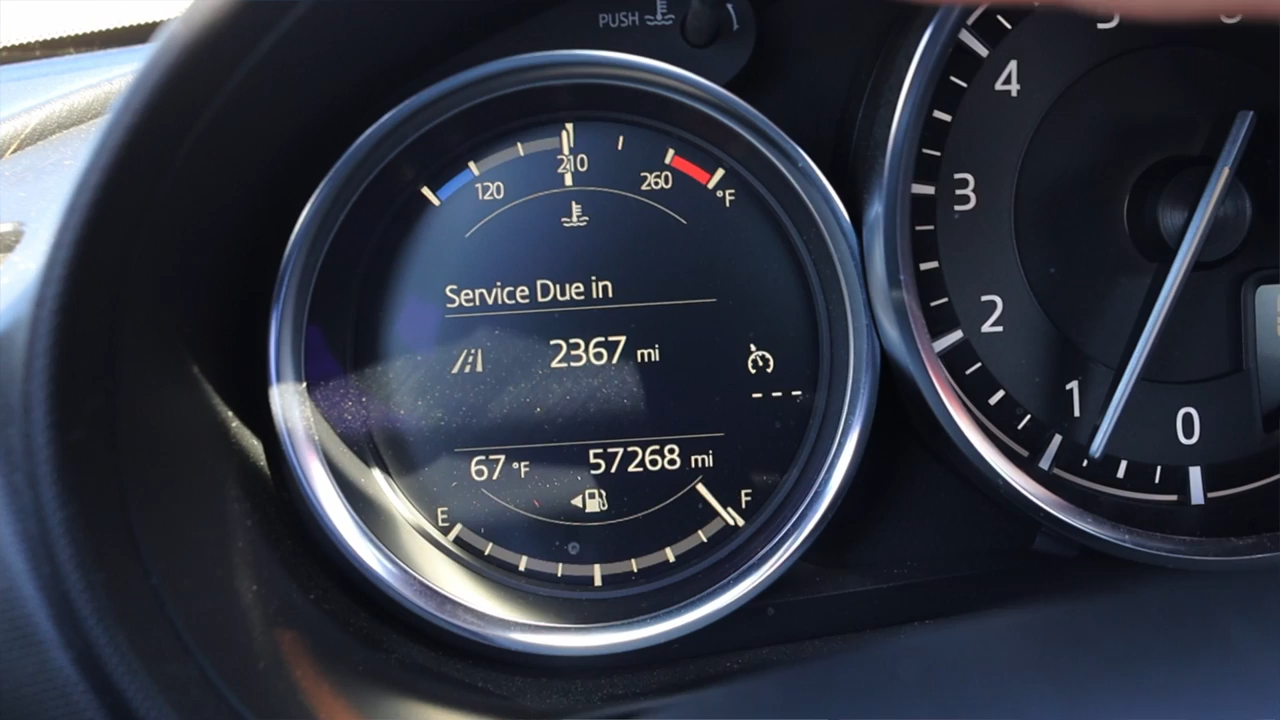 PUSH
120 210 260 °F
Service Due in
2367 mi
---
67 °F 57268 mi
E F
4
3
2
1
0